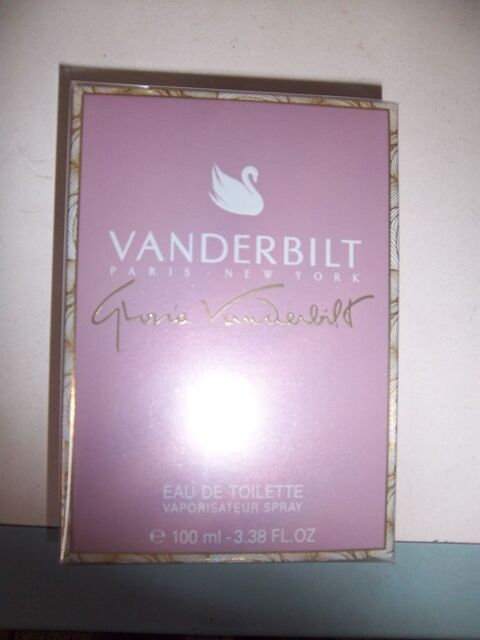 VANDERBILT
PARIS - NEW YORK
Gloria Vanderbilt
EAU DE TOILETTE
VAPORISATEUR SPRAY
℮ 100 ml - 3.38 FL.OZ